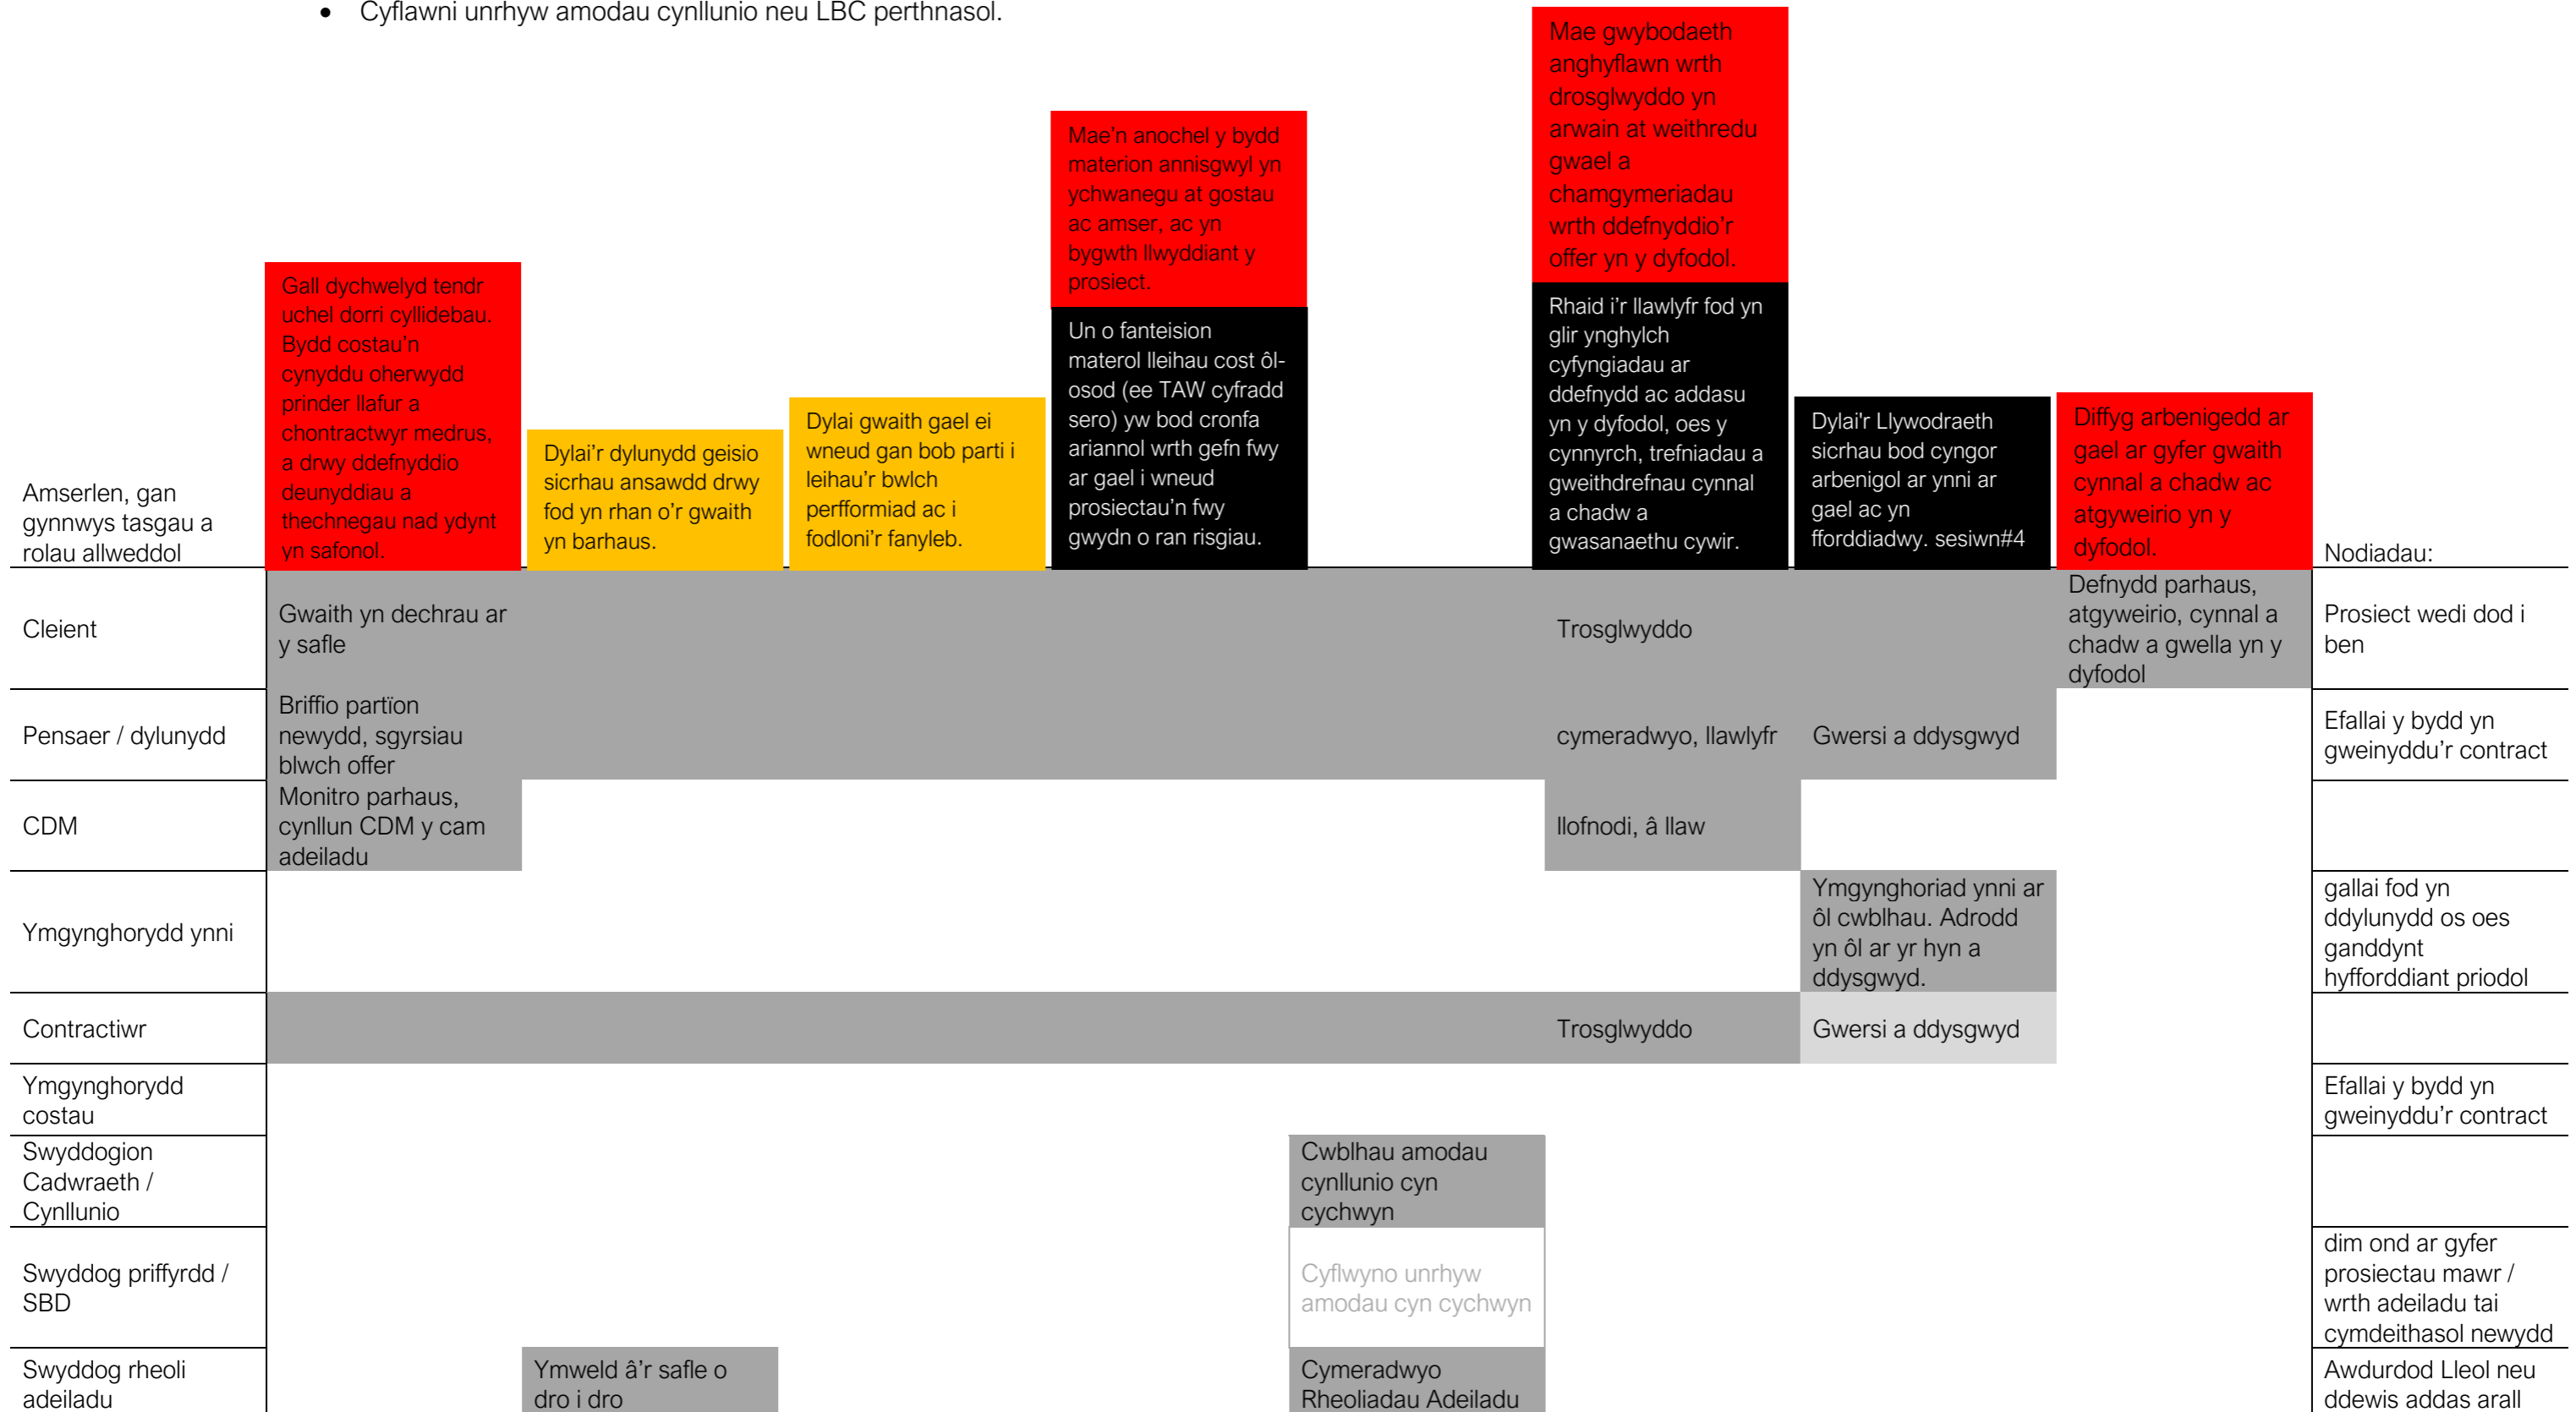 • Cyflawni unrhyw amodau cynllunio neu LBC perthnasol.
Gall dychwelyd tendr
uchel dorri cyllidebau.
Bydd costau'n
cynyddu oherwydd
prinder llafur a
chontractwyr medrus,
a drwy ddefnyddio
deunyddiau a
thechnegau nad ydynt
yn safonol.
Dylai'r dylunydd geisio
sicrhau ansawdd drwy
fod yn rhan o'r gwaith
yn barhaus.
Dylai gwaith gael ei
wneud gan bob parti i
leihau'r bwlch
perfformiad ac i
fodloni'r fanyleb.
Mae'n anochel y bydd
materion annisgwyl yn
ychwanegu at gostau
ac amser, ac yn
bygwth llwyddiant y
prosiect.
Un o fanteision
materol lleihau cost ôl-
osod (ee TAW cyfradd
sero) yw bod cronfa
ariannol wrth gefn fwy
ar gael i wneud
prosiectau'n fwy
gwydn o ran risgiau.
Mae gwybodaeth
anghyflawn wrth
drosglwyddo yn
arwain at weithredu
gwael a
chamgymeriadau
wrth ddefnyddio'r
offer yn y dyfodol.
Rhaid i'r llawlyfr fod yn
glir ynghylch
cyfyngiadau ar
ddefnydd ac addasu
yn y dyfodol, oes y
cynnyrch, trefniadau a
gweithdrefnau cynnal
a chadw a
gwasanaethu cywir.
Dylai'r Llywodraeth
sicrhau bod cyngor
arbenigol ar ynni ar
gael ac yn
fforddiadwy. sesiwn#4
Diffyg arbenigedd ar
gael ar gyfer gwaith
cynnal a chadw ac
atgyweirio yn y
dyfodol.
Amserlen, gan
gynnwys tasgau a
rolau allweddol
Nodiadau:
Cleient
Gwaith yn dechrau ar
y safle
Trosglwyddo
Defnydd parhaus,
atgyweirio, cynnal a
chadw a gwella yn y
dyfodol
Prosiect wedi dod i
ben
Pensaer / dylunydd
Briffio partïon
newydd, sgyrsiau
blwch offer
cymeradwyo, llawlyfr
Gwersi a ddysgwyd
Efallai y bydd yn
gweinyddu'r contract
CDM
Monitro parhaus,
cynllun CDM y cam
adeiladu
llofnodi, â llaw
Ymgynghorydd ynni
Ymgynghoriad ynni ar
ôl cwblhau. Adrodd
yn ôl ar yr hyn a
ddysgwyd.
gallai fod yn
ddylunydd os oes
ganddynt
hyfforddiant priodol
Contractiwr
Trosglwyddo
Gwersi a ddysgwyd
Ymgynghorydd
costau
Efallai y bydd yn
gweinyddu'r contract
Swyddogion
Cadwraeth /
Cynllunio
Cwblhau amodau
cynllunio cyn
cychwyn
Swyddog priffyrdd /
SBD
Cyflwyno unrhyw
amodau cyn cychwyn
dim ond ar gyfer
prosiectau mawr /
wrth adeiladu tai
cymdeithasol newydd
Swyddog rheoli
adeiladu
Ymweld â'r safle o
dro i dro
Cymeradwyo
Rheoliadau Adeiladu
Awdurdod Lleol neu
ddewis addas arall